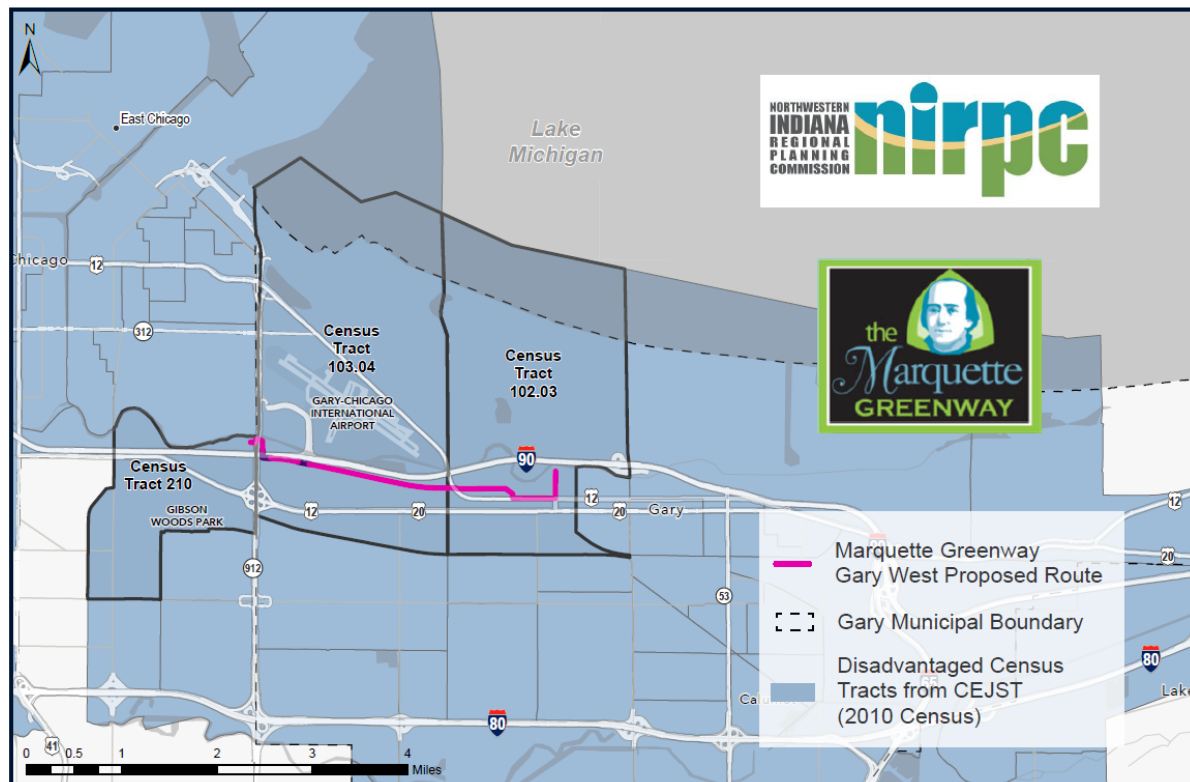 N
East Chicago
Lake
Michigan
NORTHWESTERN
INDIANA
REGIONAL
PLANNING
COMMISSION
nirpc
Chicago
12
312
Census
Tract
103.04
Census
Tract
102.03
GARY-CHICAGO
INTERNATIONAL
AIRPORT
the
Marquette
GREENWAY
90
Census
Tract 210
GIBSON
WOODS PARK
12
20
12
20
Gary
12
20
912
53
Marquette Greenway
Gary West Proposed Route
Gary Municipal Boundary
Disadvantaged Census
Tracts from CEJST
(2010 Census)
65
80
Lake
80
41
0 0.5 1 2 3 4
Miles